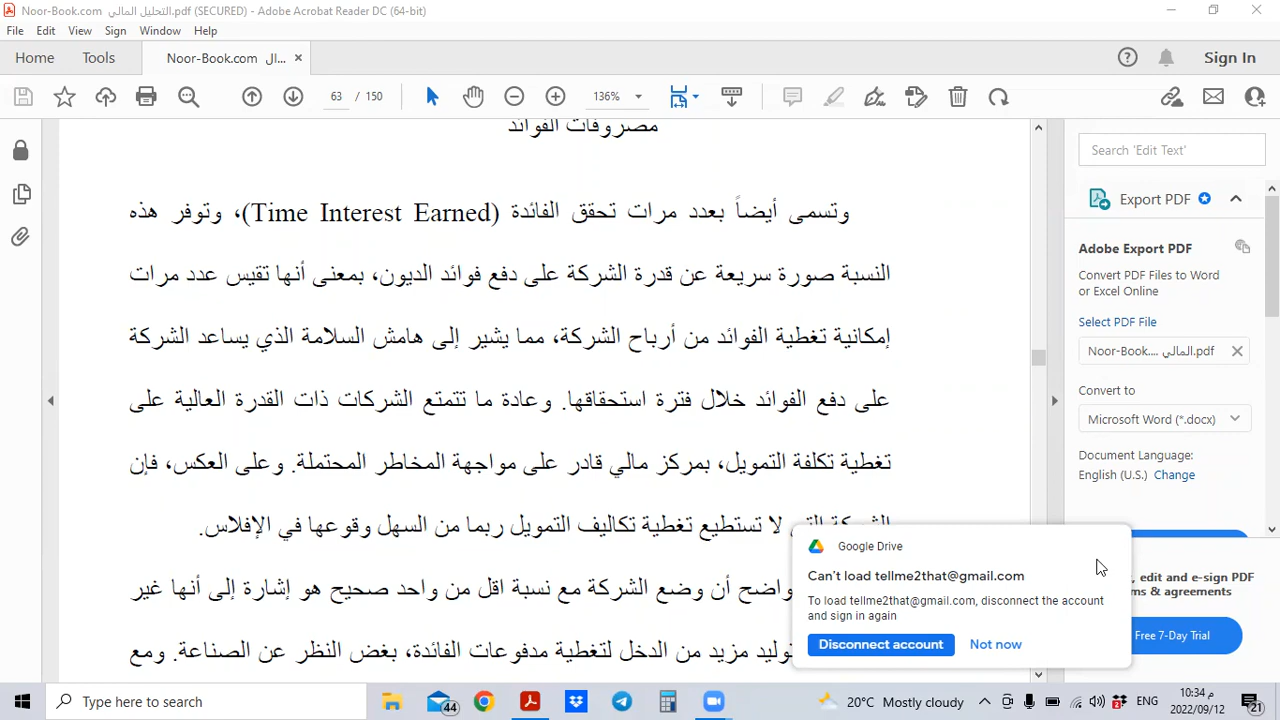 Noor-Book.com التحليل المالي.pdf (SECURED) - Adobe Acrobat Reader DC (64-bit)
File Edit View Sign Window Help
Home Tools Noor-Book.com ال... × Sign In
63 / 150 136%
مصروفات الفوائد
وتسمى أيضاً بعدد مرات تحقق الفائدة (Time Interest Earned)، وتوفر هذه
النسبة صورة سريعة عن قدرة الشركة على دفع فوائد الديون، بمعنى أنها تقيس عدد مرات
إمكانية تغطية الفوائد من أرباح الشركة، مما يشير إلى هامش السلامة الذي يساعد الشركة
على دفع الفوائد خلال فترة استحقاقها. وعادة ما تتمتع الشركات ذات القدرة العالية على
تغطية تكلفة التمويل، بمركز مالي قادر على مواجهة المخاطر المحتملة. وعلى العكس، فإن
الشركة التي لا تستطيع تغطية تكاليف التمويل ربما من السهل وقوعها في الإفلاس.
واضح أن وضع الشركة مع نسبة اقل من واحد صحيح هو إشارة إلى أنها غير
توليد مزيد من الدخل لتغطية مدفوعات الفائدة، بغض النظر عن الصناعة. ومع
Search 'Edit Text'
Export PDF
Adobe Export PDF
Convert PDF Files to Word
or Excel Online
Select PDF File
Noor-Book.... المالي.pdf
Convert to
Microsoft Word (*.docx)
Document Language:
English (U.S.) Change
, edit and e-sign PDF
ms & agreements
Free 7-Day Trial
Google Drive
Can't load tellme2that@gmail.com
To load tellme2that@gmail.com, disconnect the account
and sign in again
Disconnect account Not now
Type here to search 44 20°C Mostly cloudy ENG 10:34 م
2022/09/12 21